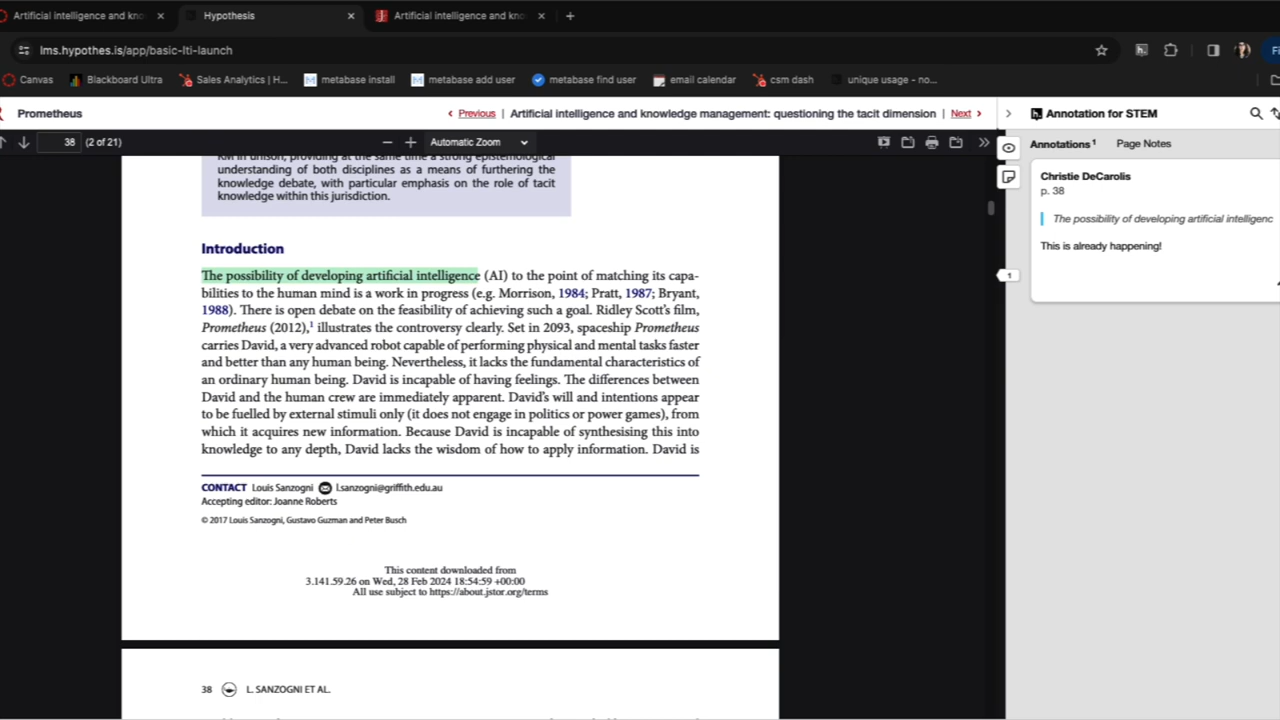 Artificial intelligence and kno
Hypothesis
Artificial intelligence and kno
lms.hypothes.is/app/basic-lti-launch
Canvas
Blackboard Ultra
Sales Analytics | H...
metabase install
metabase add user
metabase find user
email calendar
csm dash
unique usage - no...
Prometheus
Previous | Artificial intelligence and knowledge management: questioning the tacit dimension | Next
Annotation for STEM
38 (2 of 21)
Automatic Zoom
Annotations 1 Page Notes
KM in unison, providing at the same time a strong epistemological
understanding of both disciplines as a means of furthering the
knowledge debate, with particular emphasis on the role of tacit
knowledge within this jurisdiction.
Introduction
The possibility of developing artificial intelligence (AI) to the point of matching its capa-
bilities to the human mind is a work in progress (e.g. Morrison, 1984; Pratt, 1987; Bryant,
1988). There is open debate on the feasibility of achieving such a goal. Ridley Scott's film,
Prometheus (2012),1 illustrates the controversy clearly. Set in 2093, spaceship Prometheus
carries David, a very advanced robot capable of performing physical and mental tasks faster
and better than any human being. Nevertheless, it lacks the fundamental characteristics of
an ordinary human being. David is incapable of having feelings. The differences between
David and the human crew are immediately apparent. David's will and intentions appear
to be fuelled by external stimuli only (it does not engage in politics or power games), from
which it acquires new information. Because David is incapable of synthesising this into
knowledge to any depth, David lacks the wisdom of how to apply information. David is
CONTACT Louis Sanzogni l.sanzogni@griffith.edu.au
Accepting editor: Joanne Roberts
© 2017 Louis Sanzogni, Gustavo Guzman and Peter Busch
This content downloaded from
3.141.59.26 on Wed, 28 Feb 2024 18:54:59 +00:00
All use subject to https://about.jstor.org/terms
38 L. SANZOGNI ET AL.
Christie DeCarolis
p. 38
The possibility of developing artificial intelligenc
This is already happening!
1